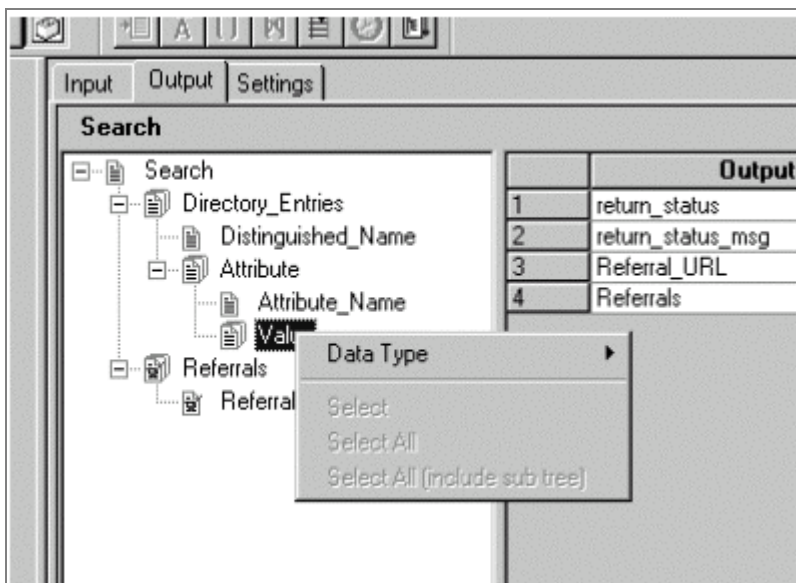 Input Output Settings
Search
Search
Directory_Entries
Distinguished_Name
Attribute
Attribute_Name
Referrals
Referral
Output
1 return_status
2 return_status_msg
3 Referral_URL
4 Referrals
Data Type
Select
Select All
Select All (include sub tree)